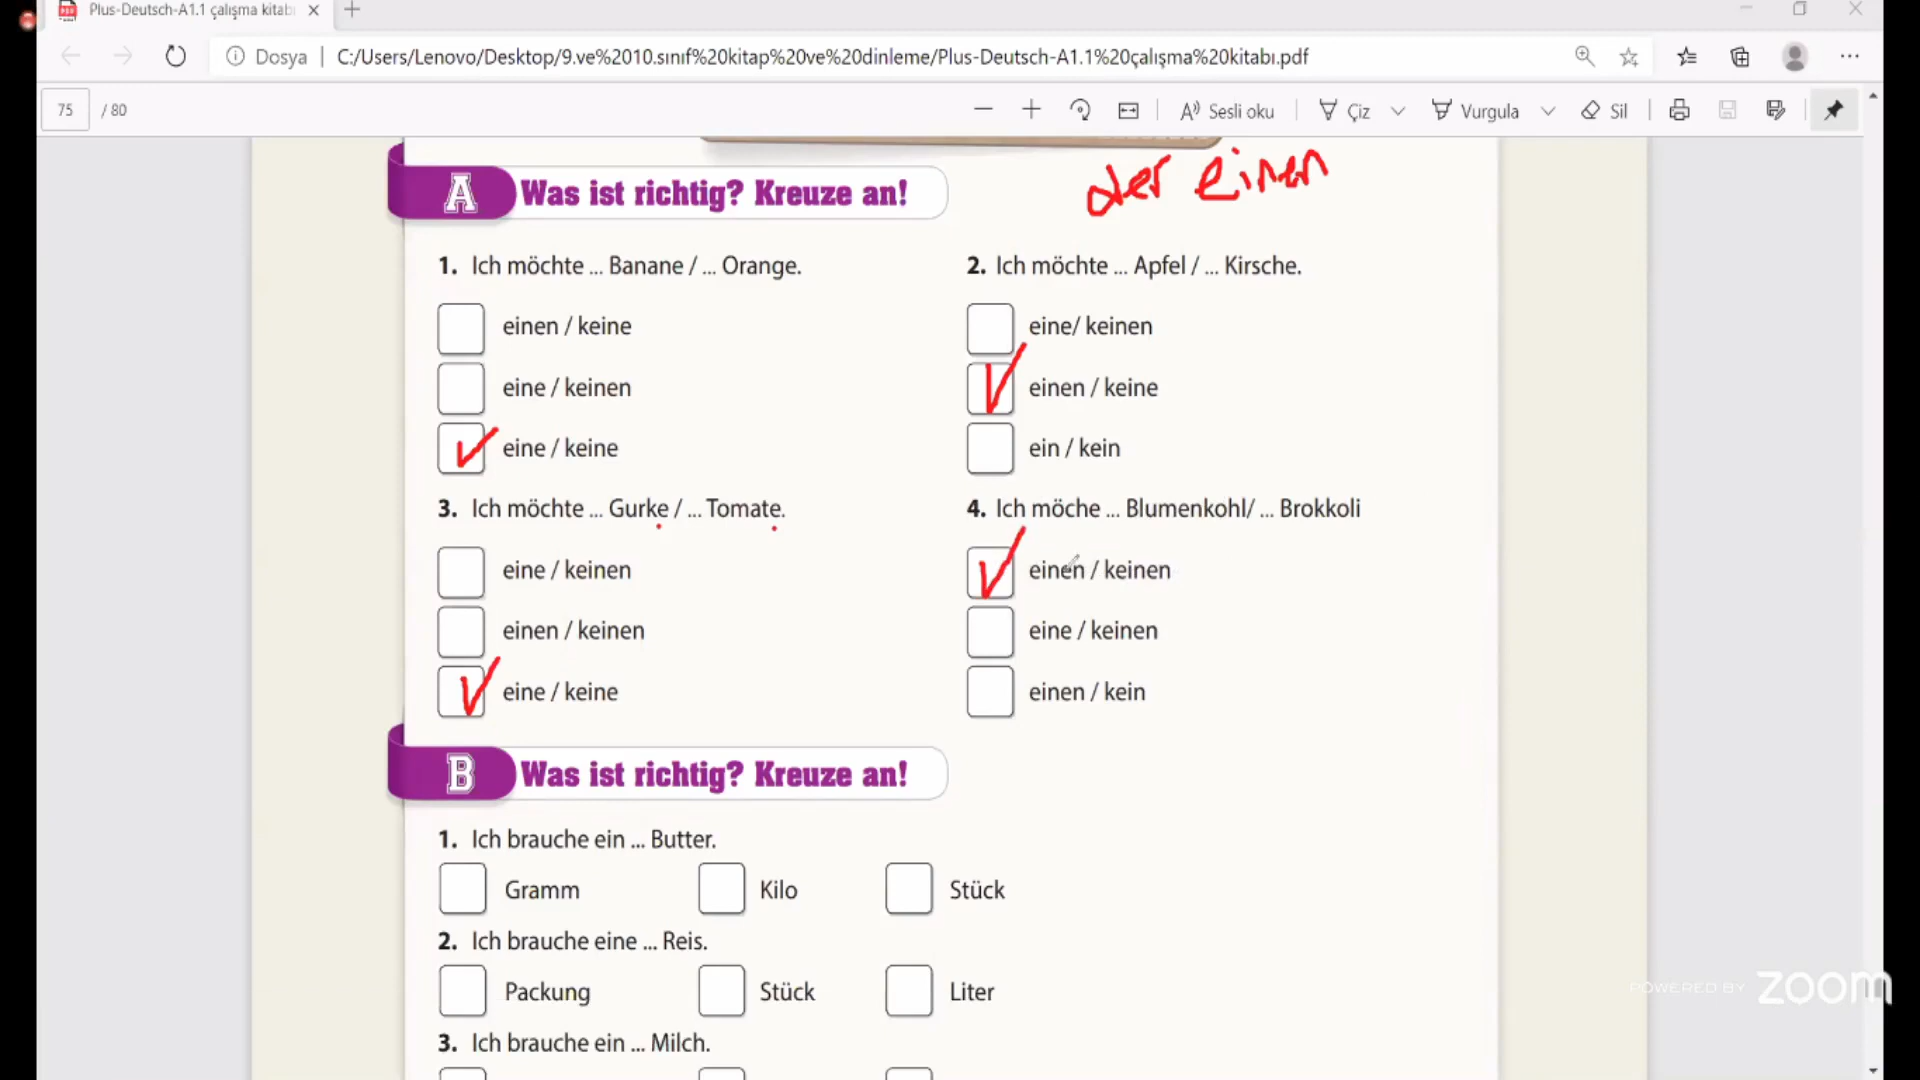 Plus-Deutsch-A1.1 çalışma kitabı
Dosya | C:/Users/Lenovo/Desktop/9.ve%2010.sınıf%20kitap%20ve%20dinleme/Plus-Deutsch-A1.1%20çalışma%20kitabı.pdf
75 / 80
Sesli oku
Çiz
Vurgula
Sil
der einen
A Was ist richtig? Kreuze an!
1. Ich möchte ... Banane / ... Orange.
einen / keine
eine / keinen
eine / keine
2. Ich möchte ... Apfel / ... Kirsche.
eine/ keinen
einen / keine
ein / kein
3. Ich möchte ... Gurke / ... Tomate.
eine / keinen
einen / keinen
eine / keine
4. Ich möche ... Blumenkohl/ ... Brokkoli
einen / keinen
eine / keinen
einen / kein
B Was ist richtig? Kreuze an!
1. Ich brauche ein ... Butter.
Gramm Kilo Stück
2. Ich brauche eine ... Reis.
Packung Stück Liter
3. Ich brauche ein ... Milch.
POWERED BY zoom